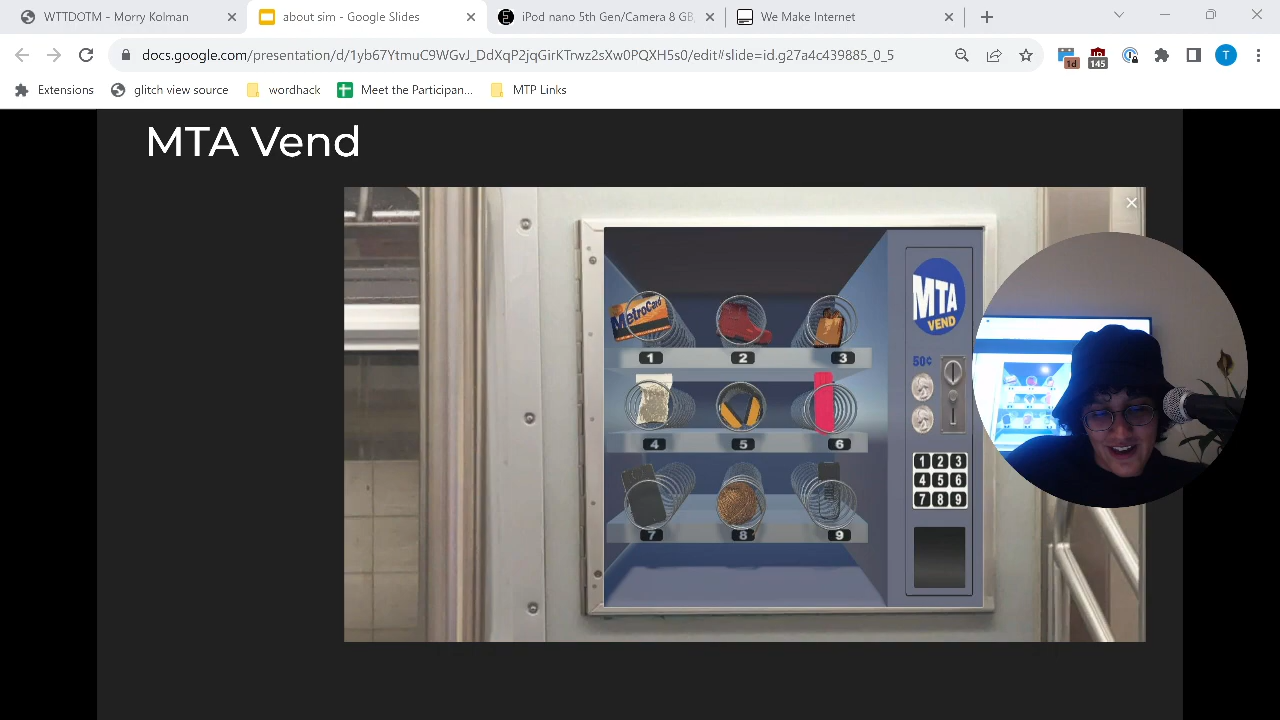 WTTDOTM - Morry Kolman
about sim - Google Slides
iPod nano 5th Gen/Camera 8 GB
We Make Internet
docs.google.com/presentation/d/1yh67YtmuC9WGvJ_DdXqP2jqGirKTrwz2sXw0PQXH5s0/edit#slide=id.g27a4c439885_0_5
1d
145
T
Extensions
glitch view source
wordhack
Meet the Participan...
MTP Links
MTA Vend
MTA
VEND
MetroCard
1 2 3
50¢
4 5 6
1 2 3
4 5 6
7 8 9
7 8 9